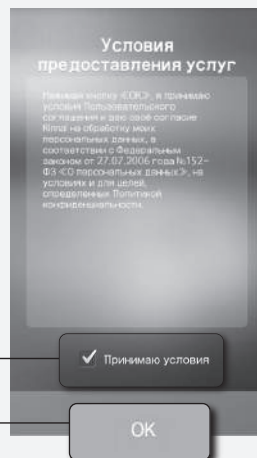 Условия
предоставления услуг
Нажимая кнопку «ОК», я принимаю
условия Пользовательского
соглашения и даю своё согласие
на обработку моих
персональных данных, в
соответствии с Федеральным
законом от 27.07.2006 года №152-
ФЗ «О персональных данных», на
условиях и для целей,
определенных Политикой
конфиденциальности.
Принимаю условия
OK